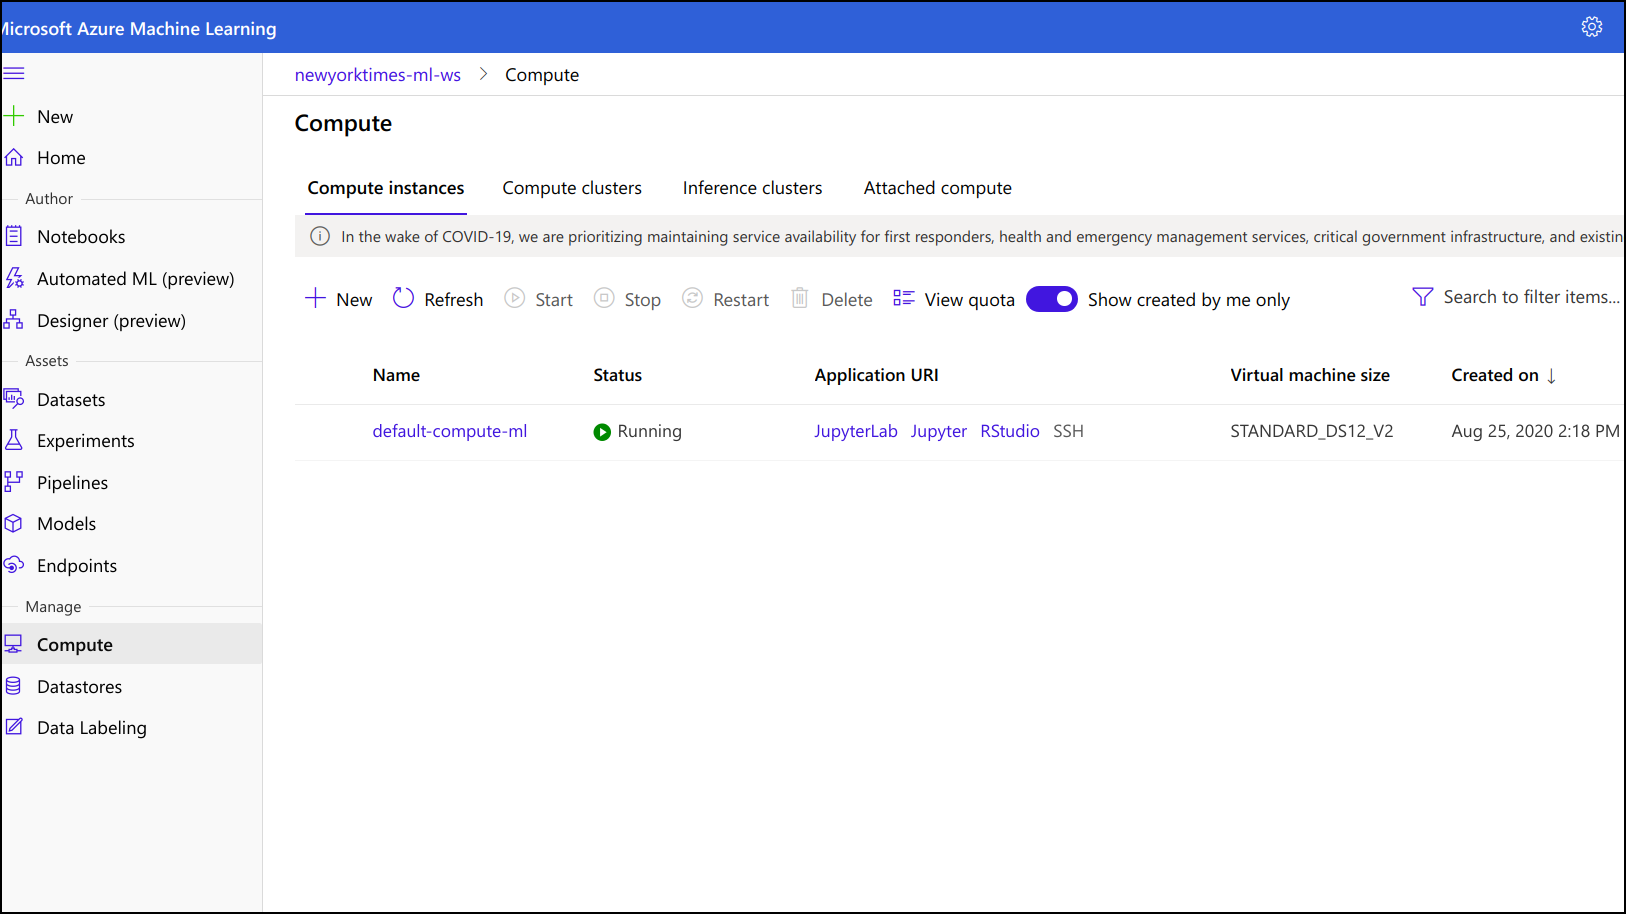 Microsoft Azure Machine Learning
newyorktimes-ml-ws > Compute
New
Home
Author
Notebooks
Automated ML (preview)
Designer (preview)
Assets
Datasets
Experiments
Pipelines
Models
Endpoints
Manage
Compute
Datastores
Data Labeling
Compute
Compute instances Compute clusters Inference clusters Attached compute
In the wake of COVID-19, we are prioritizing maintaining service availability for first responders, health and emergency management services, critical government infrastructure, and existin
New Refresh Start Stop Restart Delete View quota Show created by me only Search to filter items...
Name Status Application URI Virtual machine size Created on ↓
default-compute-ml Running JupyterLab Jupyter RStudio SSH STANDARD_DS12_V2 Aug 25, 2020 2:18 PM